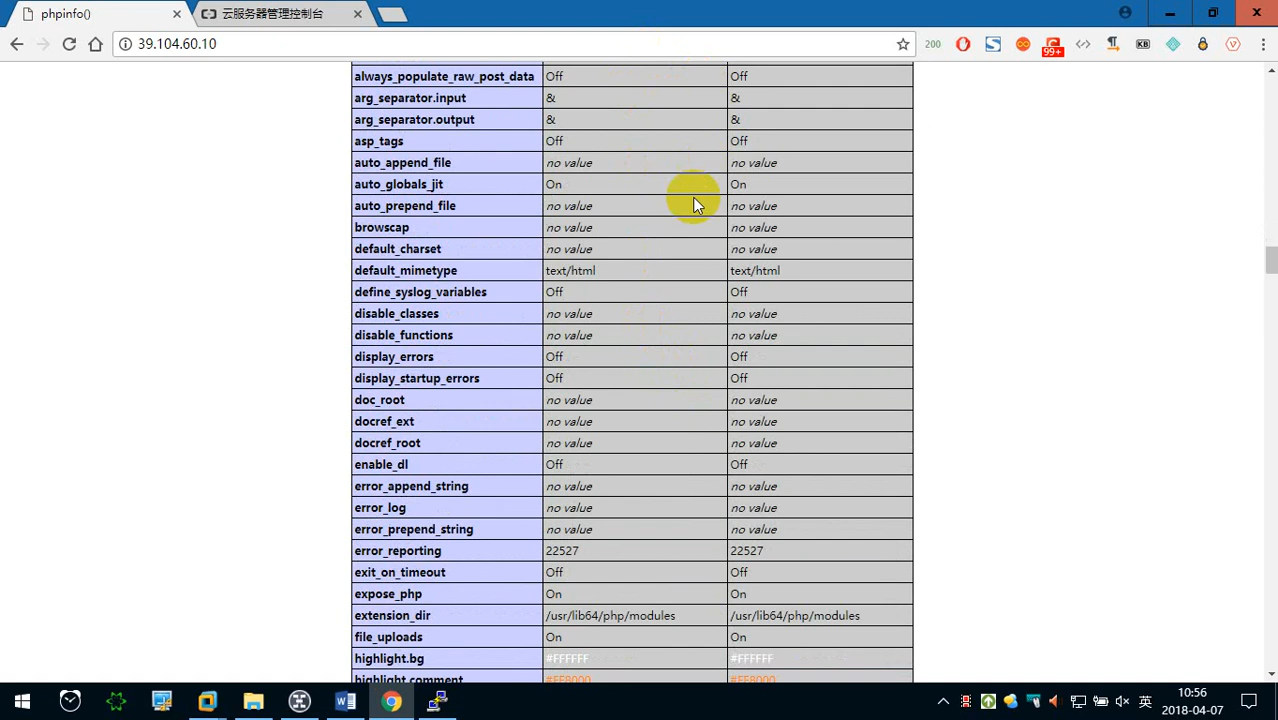 phpinfo()
云服务器管理控制台
39.104.60.10
200
99+
KB
always_populate_raw_post_data Off Off
arg_separator.input & &
arg_separator.output & &
asp_tags Off Off
auto_append_file no value no value
auto_globals_jit On On
auto_prepend_file no value no value
browscap no value no value
default_charset no value no value
default_mimetype text/html text/html
define_syslog_variables Off Off
disable_classes no value no value
disable_functions no value no value
display_errors Off Off
display_startup_errors Off Off
doc_root no value no value
docref_ext no value no value
docref_root no value no value
enable_dl Off Off
error_append_string no value no value
error_log no value no value
error_prepend_string no value no value
error_reporting 22527 22527
exit_on_timeout Off Off
expose_php On On
extension_dir /usr/lib64/php/modules /usr/lib64/php/modules
file_uploads On On
highlight.bg #FFFFFF #FFFFFF
highlight.comment #FF8000 #FF8000
英
10:56
2018-04-07